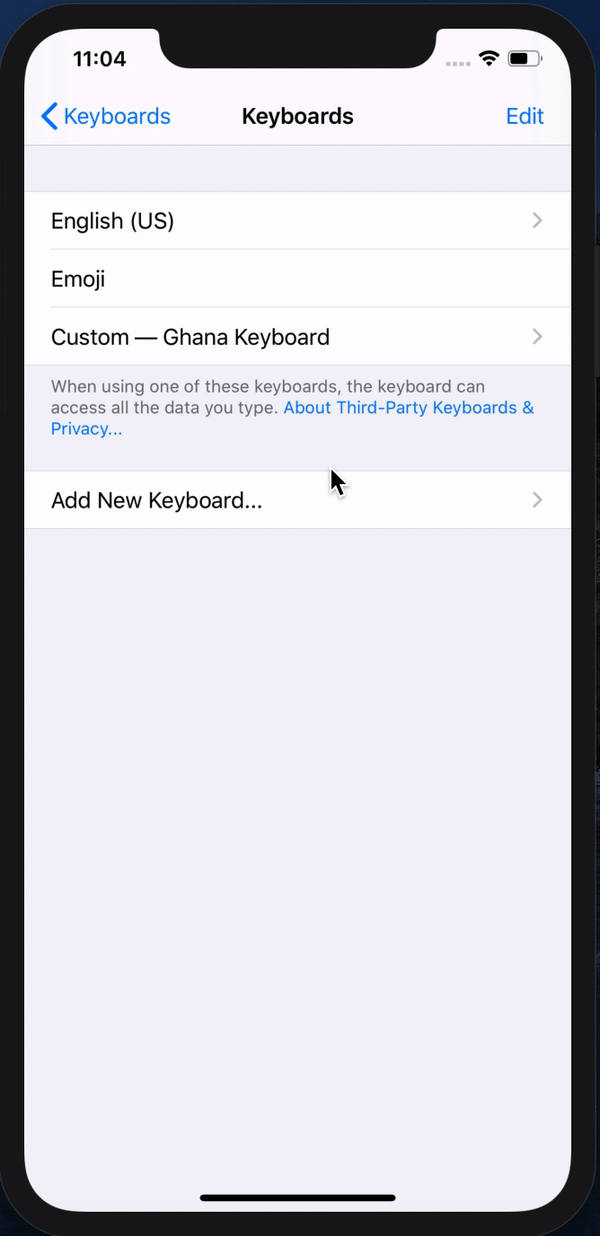 11:04
Keyboards
Keyboards
Edit
English (US)
Emoji
Custom — Ghana Keyboard
When using one of these keyboards, the keyboard can
access all the data you type. About Third-Party Keyboards &
Privacy...
Add New Keyboard...